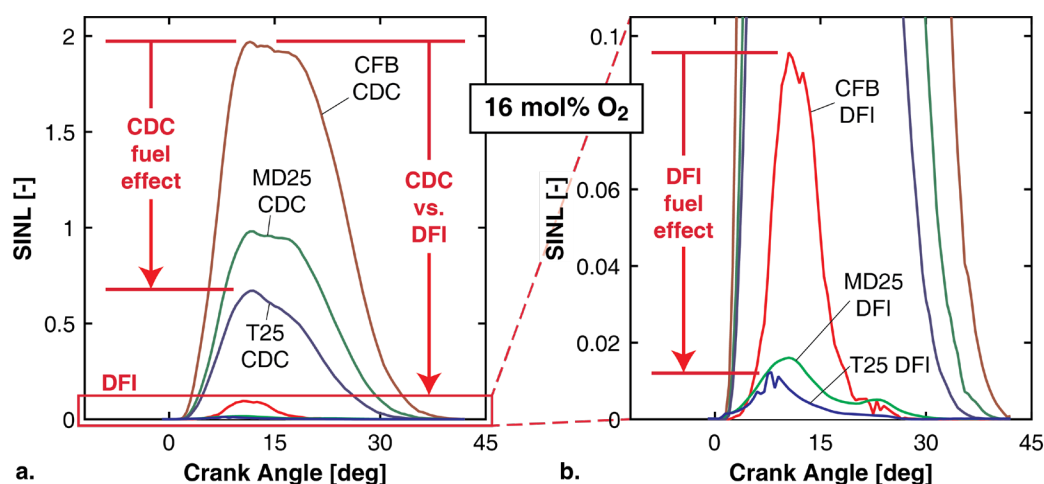 2
1.5
1
0.5
0
SINL [-]
0
15
30
45
Crank Angle [deg]
a.
CDC
fuel
effect
CFB
CDC
MD25
CDC
T25
CDC
CDC
vs.
DFI
DFI
16 mol% O₂
0.1
0.08
0.06
0.04
0.02
0
SINL [-]
0
15
30
45
Crank Angle [deg]
b.
DFI
fuel
effect
CFB
DFI
MD25
DFI
T25 DFI